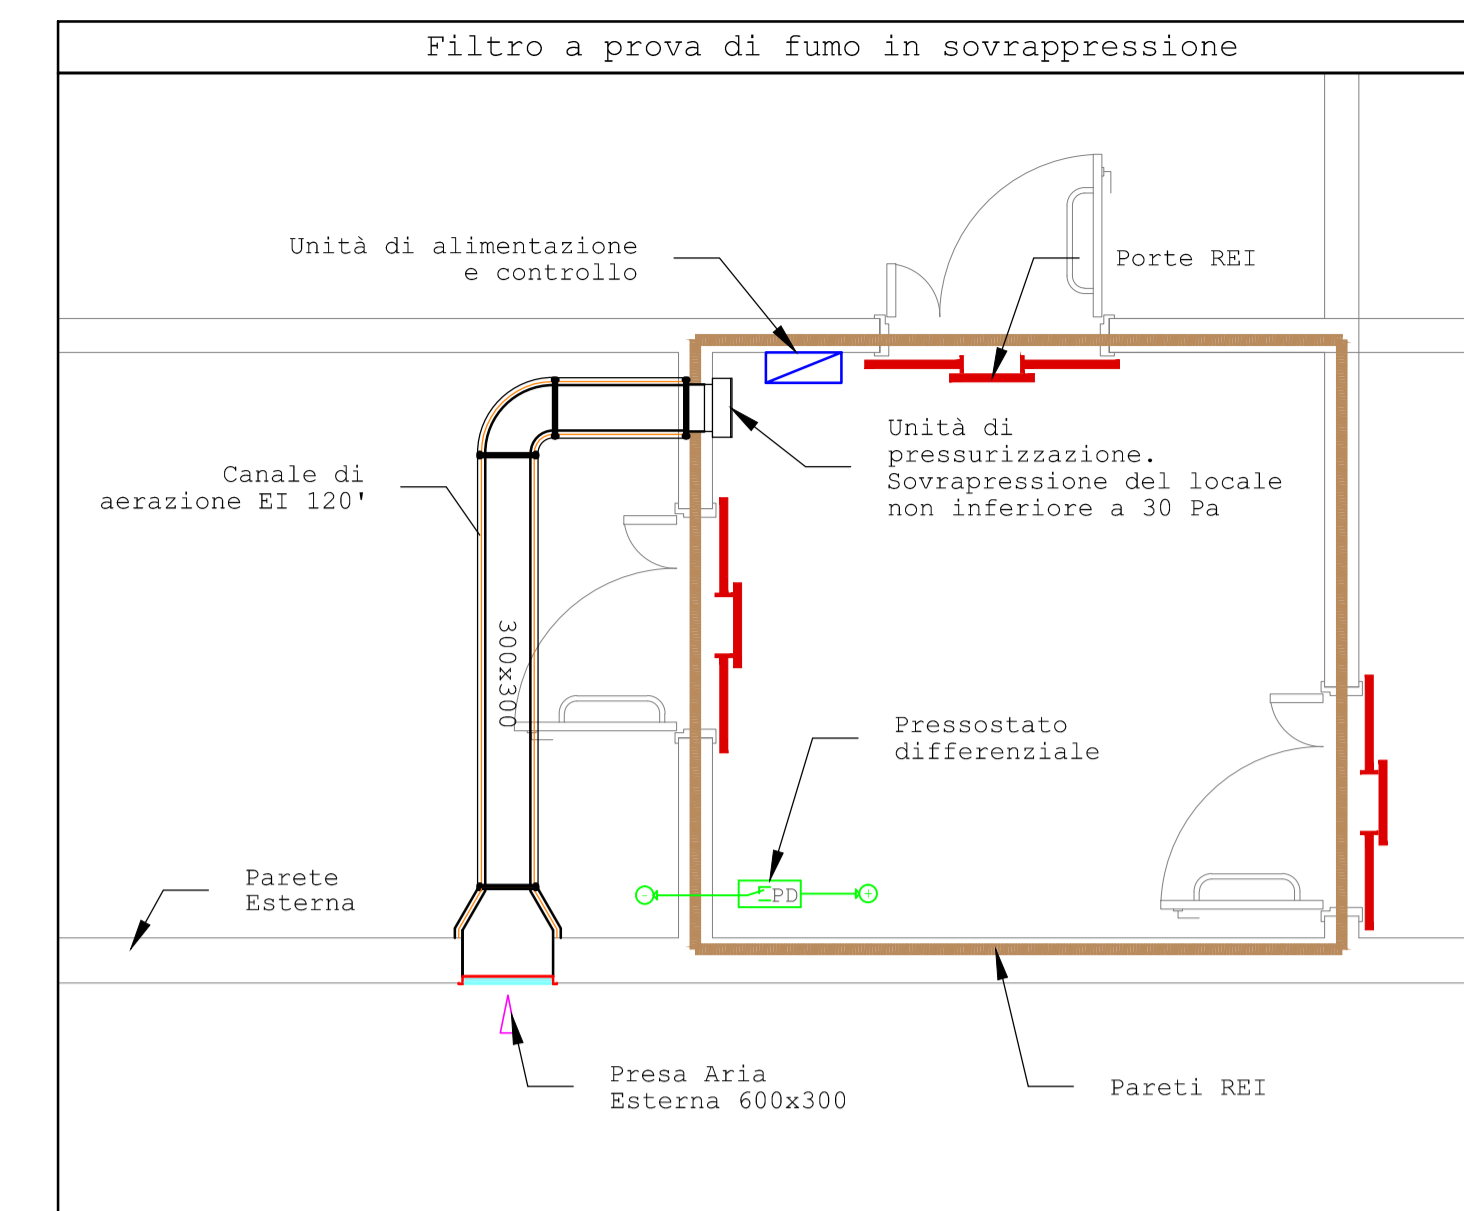 Filtro a prova di fumo in sovrappressione
Unità di alimentazione
e controllo
Porte REI
Unità di
pressurizzazione.
Sovrapressione del locale
non inferiore a 30 Pa
Canale di
aerazione EI 120'
300x300
Pressostato
differenziale
- PD +
Parete
Esterna
Presa Aria
Esterna 600x300
Pareti REI